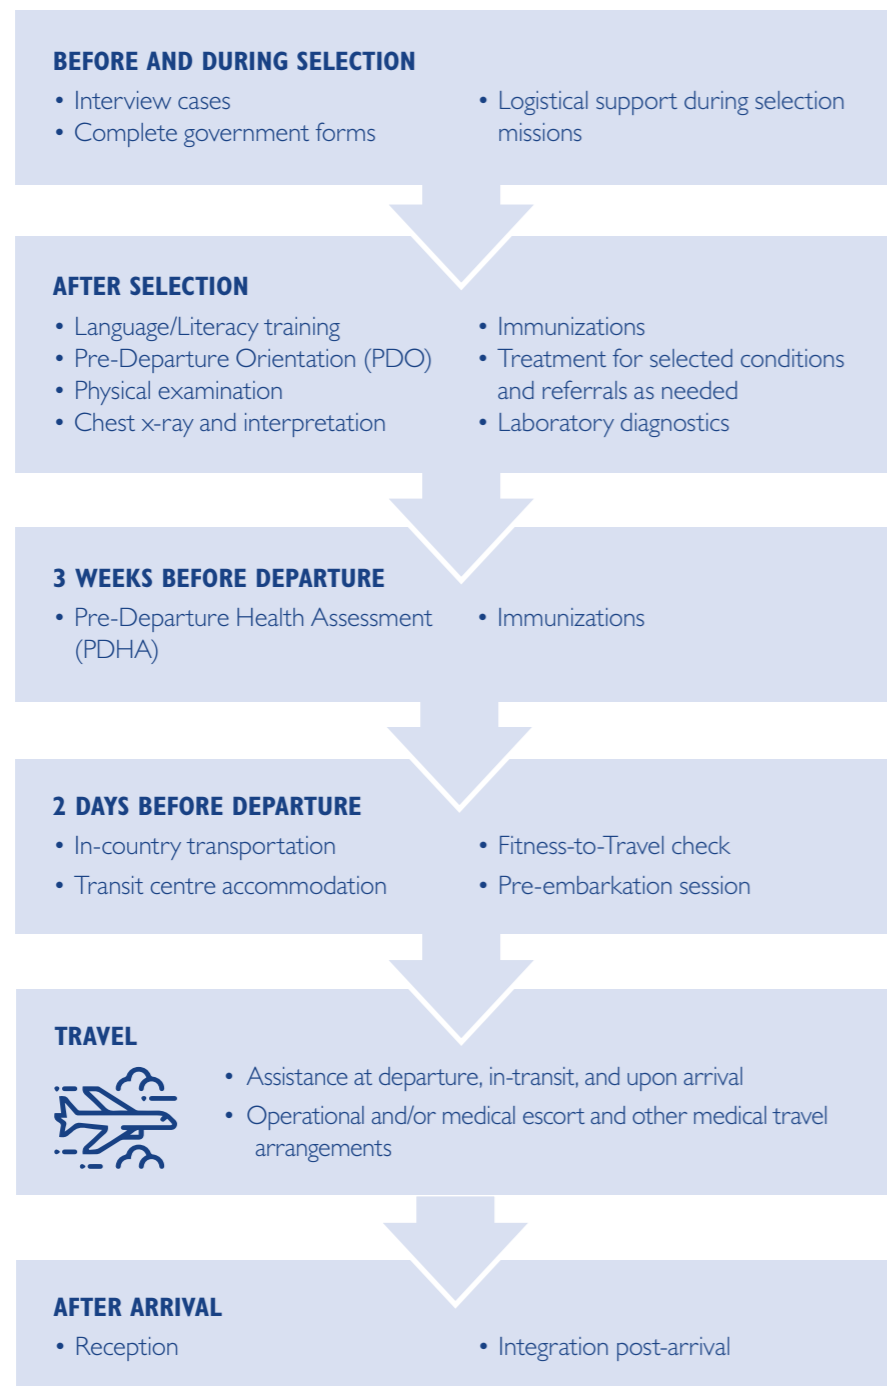 BEFORE AND DURING SELECTION
• Interview cases
• Complete government forms
• Logistical support during selection
missions
AFTER SELECTION
• Language/Literacy training
• Pre-Departure Orientation (PDO)
• Physical examination
• Chest x-ray and interpretation
• Immunizations
• Treatment for selected conditions
and referrals as needed
• Laboratory diagnostics
3 WEEKS BEFORE DEPARTURE
• Pre-Departure Health Assessment
(PDHA)
• Immunizations
2 DAYS BEFORE DEPARTURE
• In-country transportation
• Transit centre accommodation
• Fitness-to-Travel check
• Pre-embarkation session
TRAVEL
• Assistance at departure, in-transit, and upon arrival
• Operational and/or medical escort and other medical travel
arrangements
AFTER ARRIVAL
• Reception
• Integration post-arrival